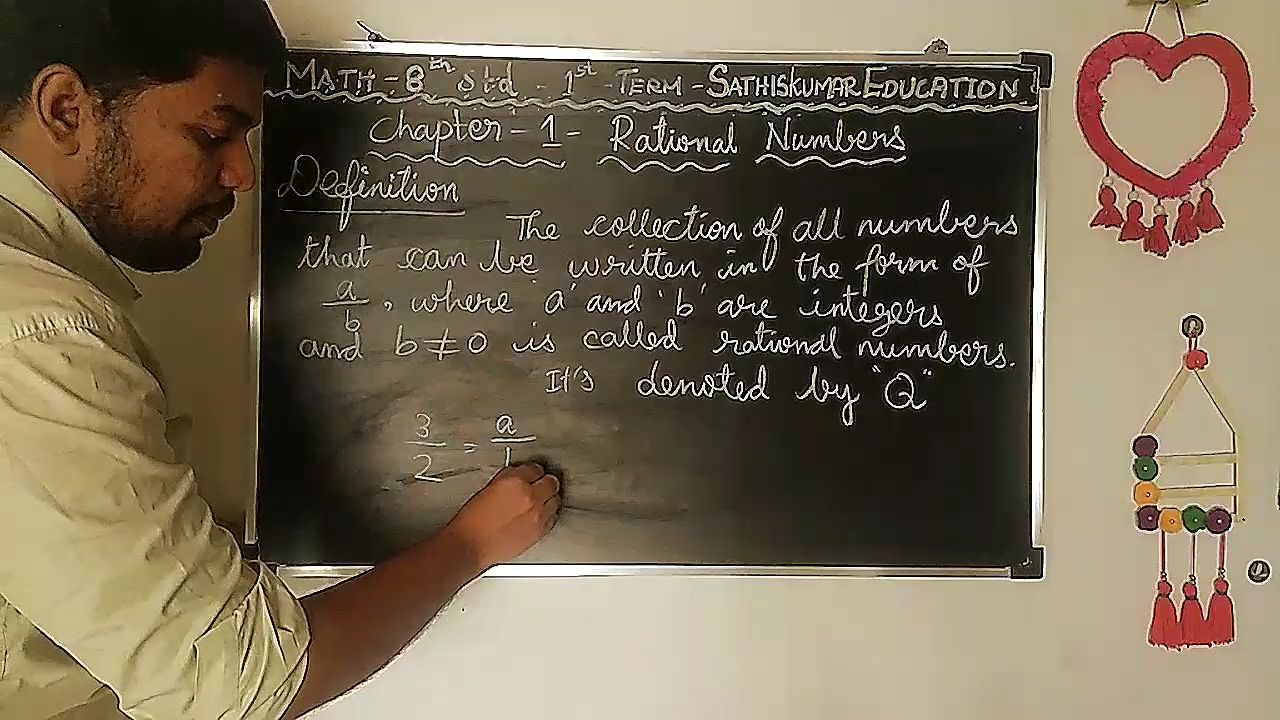 MATH - 8th std - 1st - TERM - SATHISKUMAR EDUCATION
Chapter - 1 - Rational Numbers
Definition
The collection of all numbers
that can be written in the form of
a/b, where 'a' and 'b' are integers
and b ≠ 0 is called rational numbers.
It's denoted by "Q"
3/2 = a/